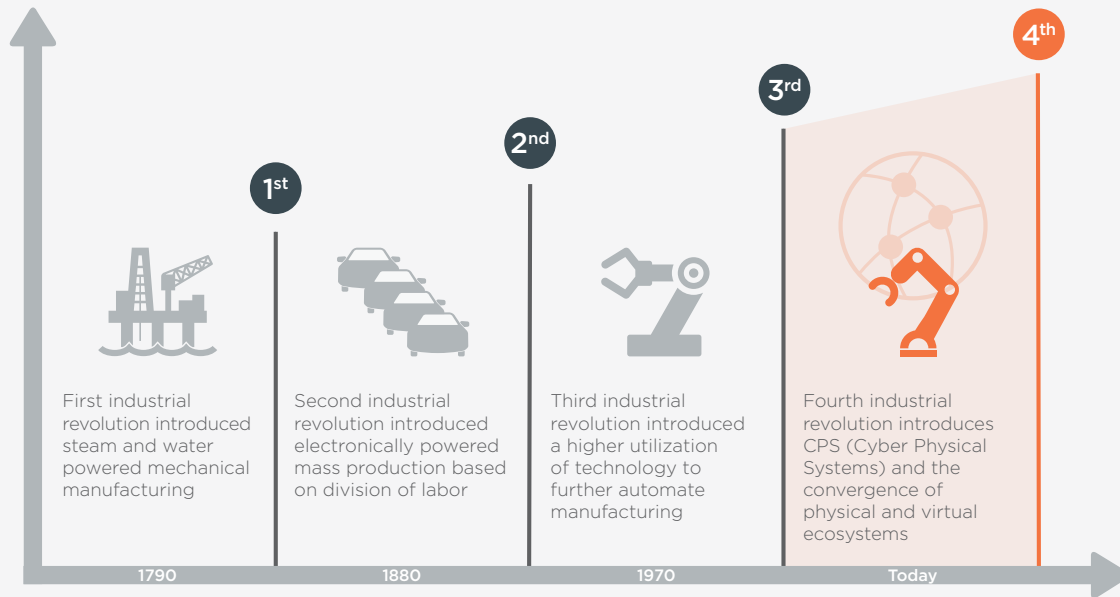 4th
3rd
2nd
1st
First industrial
revolution introduced
steam and water
powered mechanical
manufacturing
Second industrial
revolution introduced
electronically powered
mass production based
on division of labor
Third industrial
revolution introduced
a higher utilization
of technology to
further automate
manufacturing
Fourth industrial
revolution introduces
CPS (Cyber Physical
Systems) and the
convergence of
physical and virtual
ecosystems
1790
1880
1970
Today